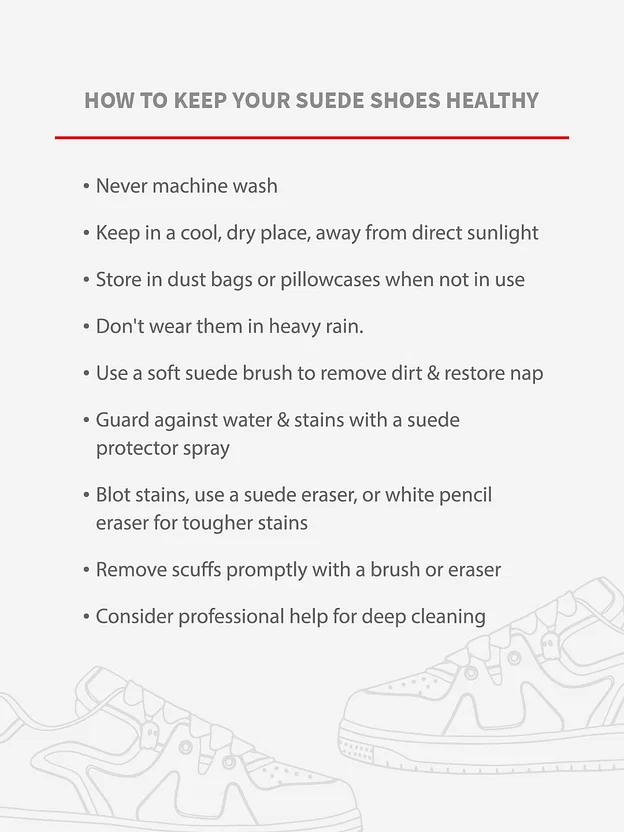 HOW TO KEEP YOUR SUEDE SHOES HEALTHY
• Never machine wash
• Keep in a cool, dry place, away from direct sunlight
• Store in dust bags or pillowcases when not in use
• Don't wear them in heavy rain.
• Use a soft suede brush to remove dirt & restore nap
• Guard against water & stains with a suede
protector spray
• Blot stains, use a suede eraser, or white pencil
eraser for tougher stains
• Remove scuffs promptly with a brush or eraser
• Consider professional help for deep cleaning